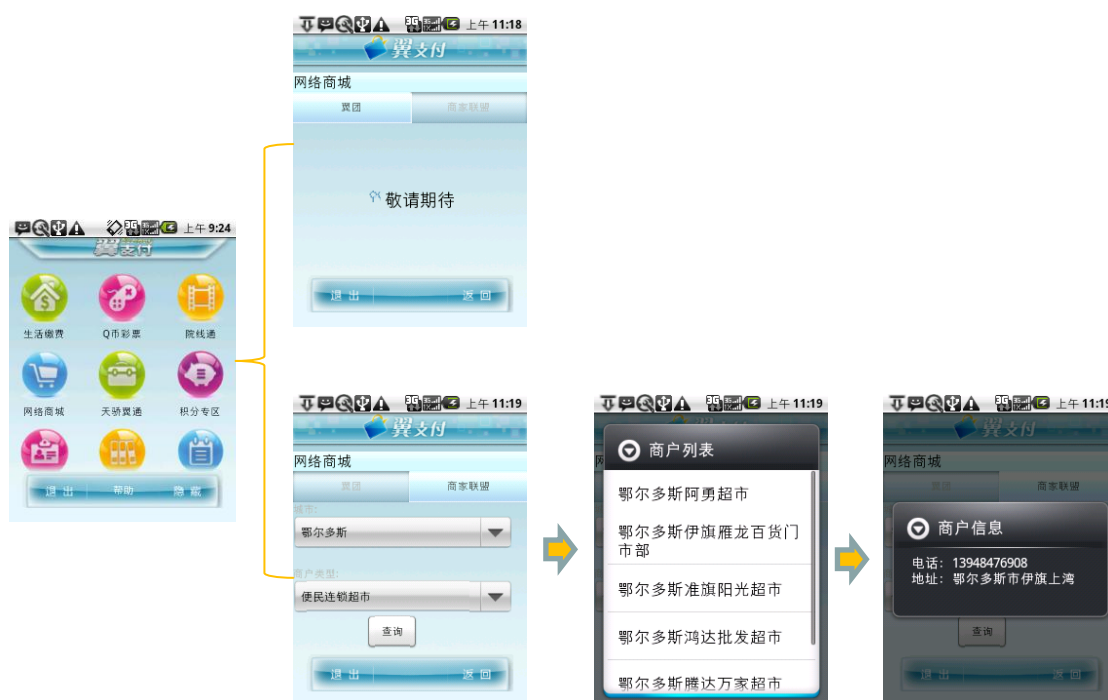 上午 11:18
翼支付
网络商城
翼团
商家联盟
敬请期待
退 出
返 回
上午 9:24
翼支付
生活缴费
Q币彩票
院线通
网络商城
天骄翼通
积分专区
退 出
帮助
隐 藏
上午 11:19
翼支付
网络商城
翼团
商家联盟
城市:
鄂尔多斯
商户类型:
便民连锁超市
查询
退 出
返 回
上午 11:19
商户列表
鄂尔多斯阿勇超市
鄂尔多斯伊旗雁龙百货门
市部
鄂尔多斯准旗阳光超市
鄂尔多斯鸿达批发超市
鄂尔多斯腾达万家超市
上午 11:19
翼支付
网络商城
翼团
商家联盟
商户信息
电话: 13948476908
地址: 鄂尔多斯市伊旗上湾
查询
退 出
返 回